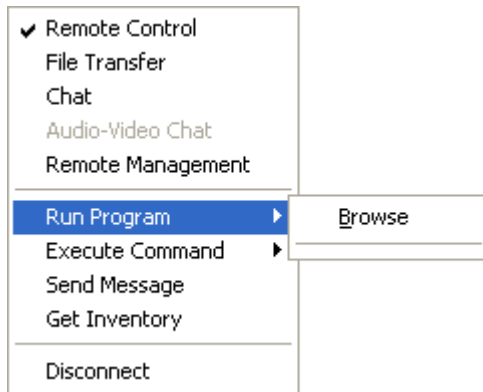 Remote Control
File Transfer
Chat
Audio-Video Chat
Remote Management
Run Program
Browse
Execute Command
Send Message
Get Inventory
Disconnect